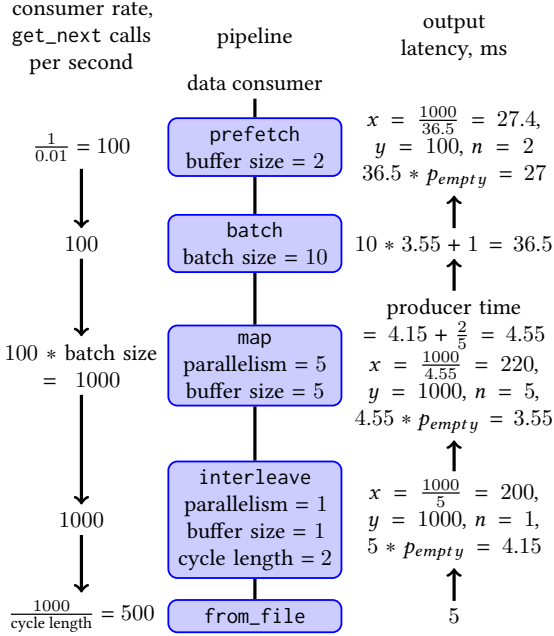 consumer rate,
get_next calls
per second
pipeline
output
latency, ms
data consumer
1/0.01 = 100
prefetch
buffer size = 2
x = 1000/36.5 = 27.4,
y = 100, n = 2
36.5 * p_empty = 27
100
batch
batch size = 10
10 * 3.55 + 1 = 36.5
100 * batch size
= 1000
map
parallelism = 5
buffer size = 5
producer time
= 4.15 + 2/5 = 4.55
x = 1000/4.55 = 220,
y = 1000, n = 5,
4.55 * p_empty = 3.55
1000
interleave
parallelism = 1
buffer size = 1
cycle length = 2
x = 1000/5 = 200,
y = 1000, n = 1,
5 * p_empty = 4.15
1000/cycle length = 500
from_file
5